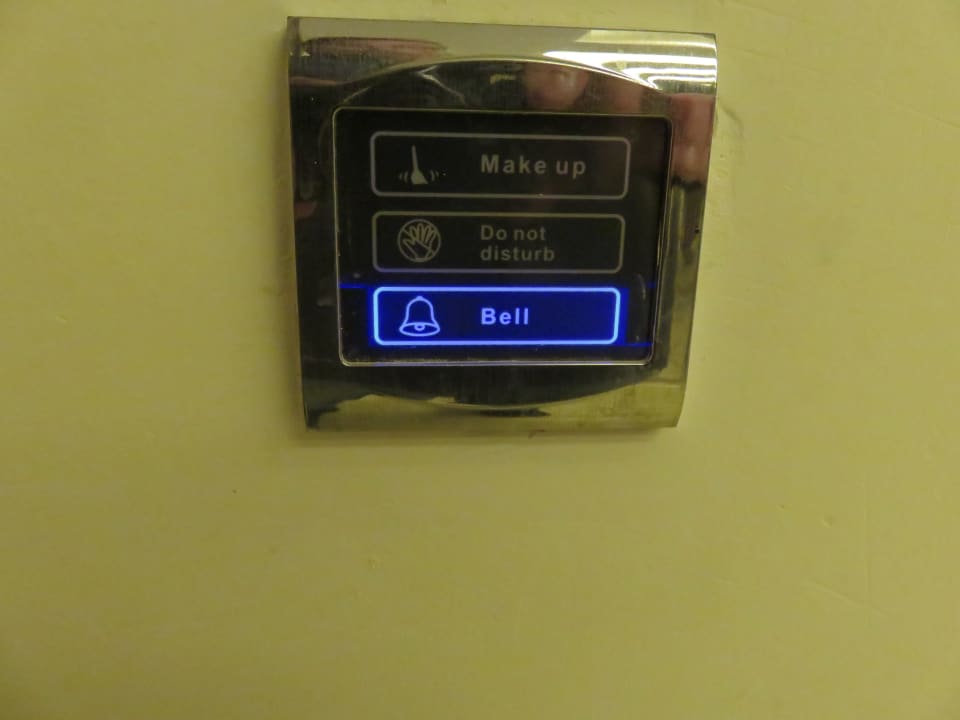 Make up
Do not
disturb
Bell